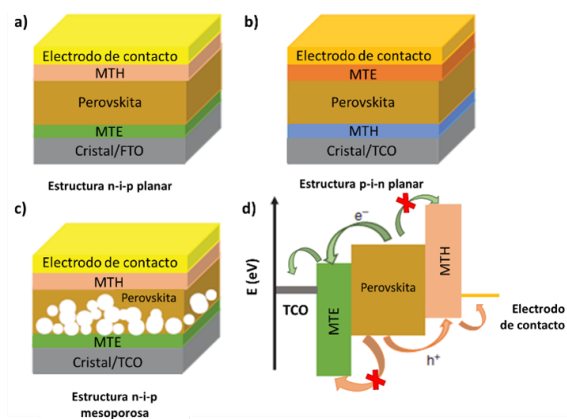 a)
Electrodo de contacto
MTH
Perovskita
MTE
Cristal/FTO
Estructura n-i-p planar
b)
Electrodo de contacto
MTE
Perovskita
MTH
Cristal/TCO
Estructura p-i-n planar
c)
Electrodo de contacto
MTH
Perovskita
MTE
Cristal/TCO
Estructura n-i-p
mesoporosa
d)
E (eV)
e⁻
TCO
MTE
Perovskita
MTH
h⁺
Electrodo
de contacto